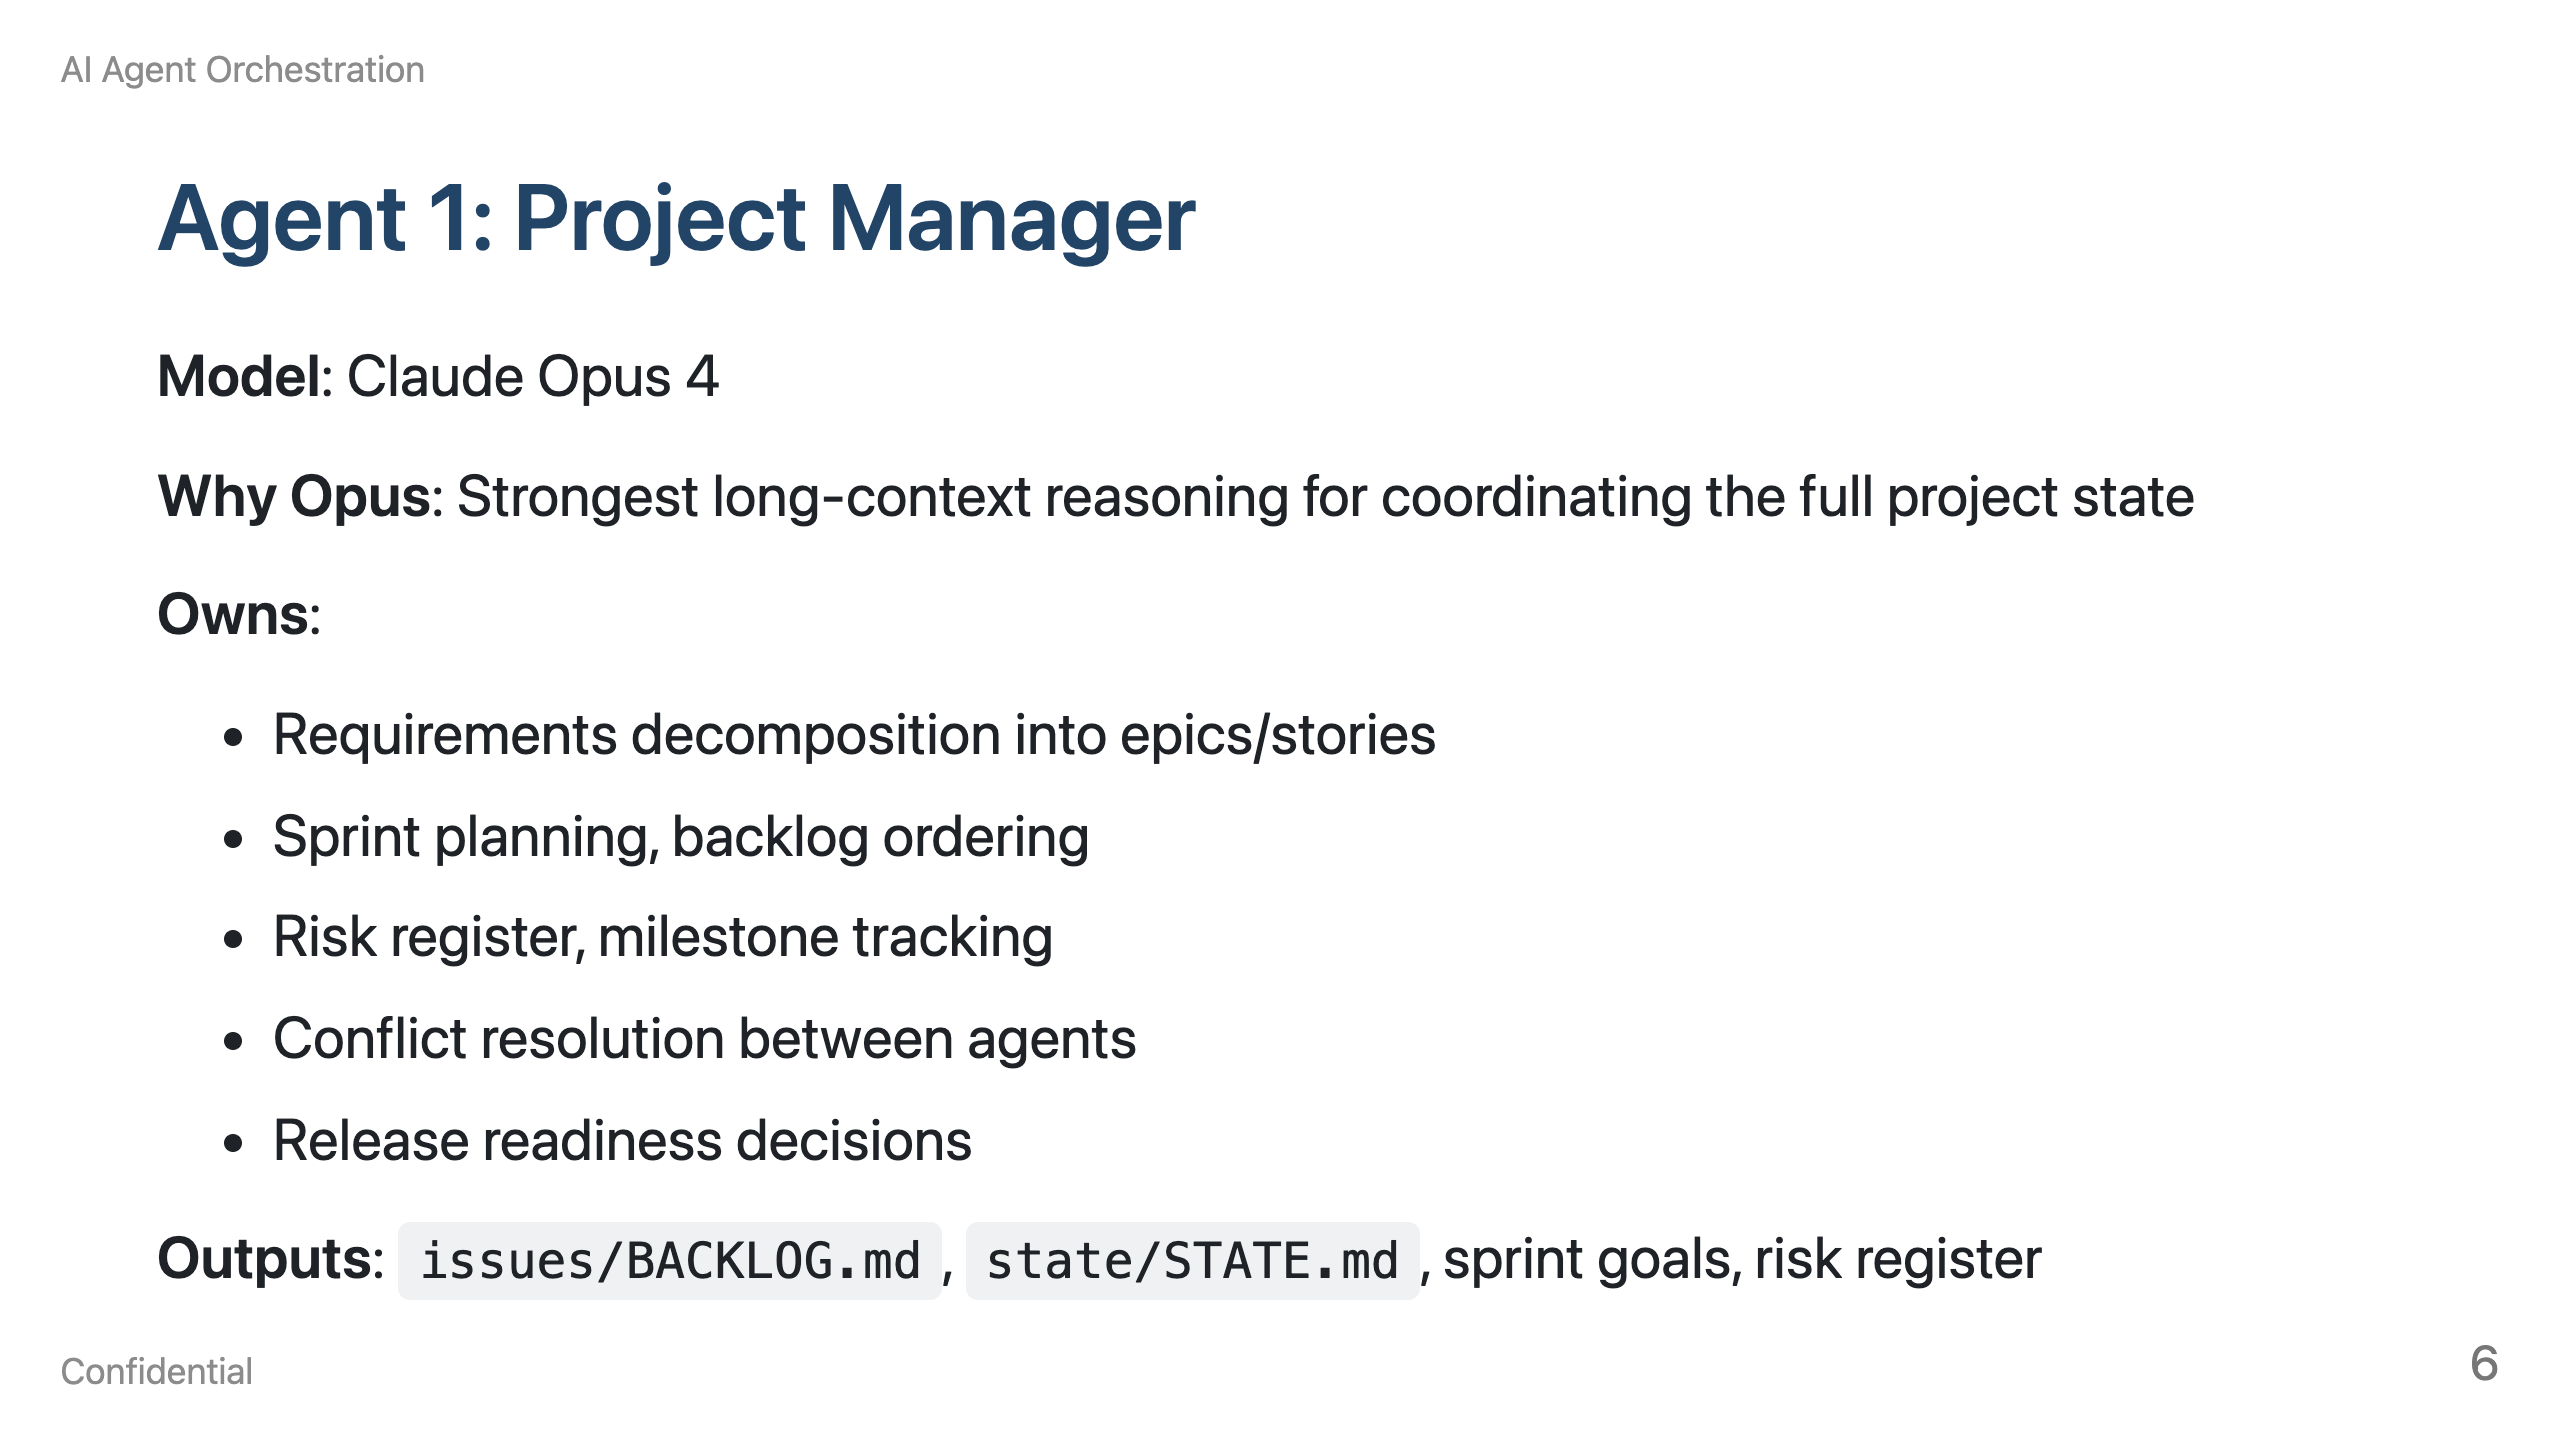 AI Agent Orchestration
Agent 1: Project Manager
Model: Claude Opus 4
Why Opus: Strongest long-context reasoning for coordinating the full project state
Owns:
• Requirements decomposition into epics/stories
• Sprint planning, backlog ordering
• Risk register, milestone tracking
• Conflict resolution between agents
• Release readiness decisions
Outputs: issues/BACKLOG.md, state/STATE.md, sprint goals, risk register
Confidential
6